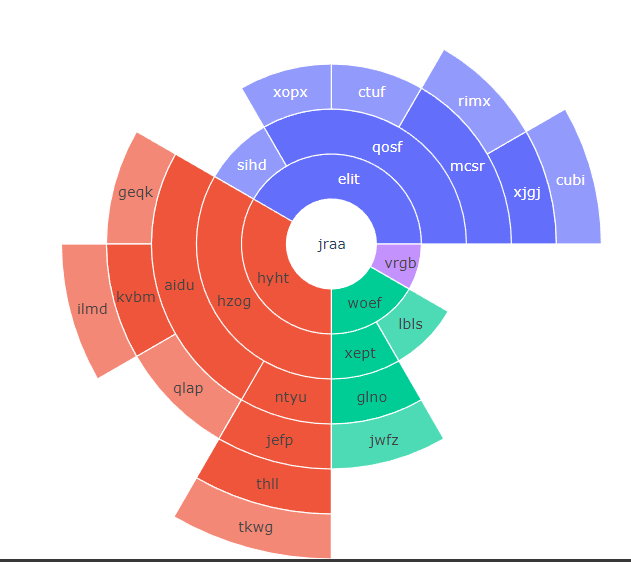 xopx
ctuf
rimx
qosf
sihd
mcsr
elit
cubi
geqk
xjgj
jraa
vrgb
hyht
aidu
kvbm
hzog
woef
ilmd
lbls
xept
qlap
ntyu
glno
jefp
jwfz
thll
tkwg